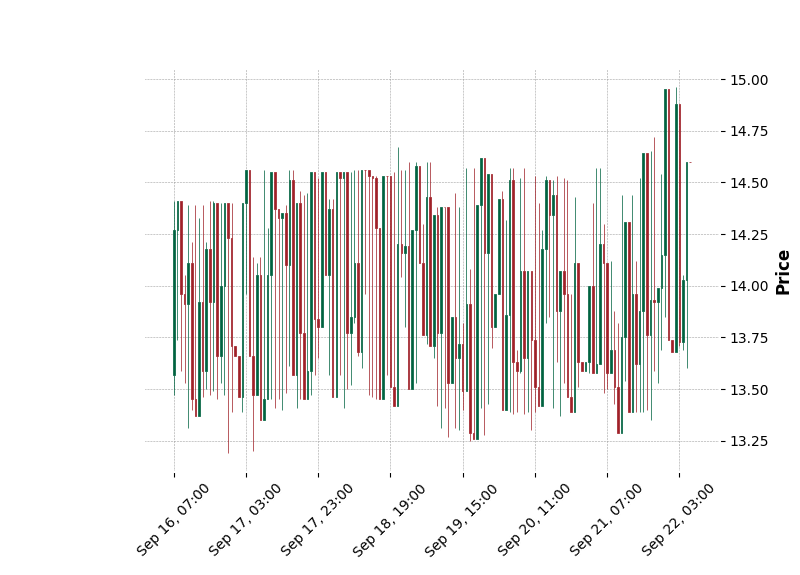 15.00
14.75
14.50
14.25
14.00
13.75
13.50
13.25
Price
Sep 16, 07:00
Sep 17, 03:00
Sep 17, 23:00
Sep 18, 19:00
Sep 19, 15:00
Sep 20, 11:00
Sep 21, 07:00
Sep 22, 03:00